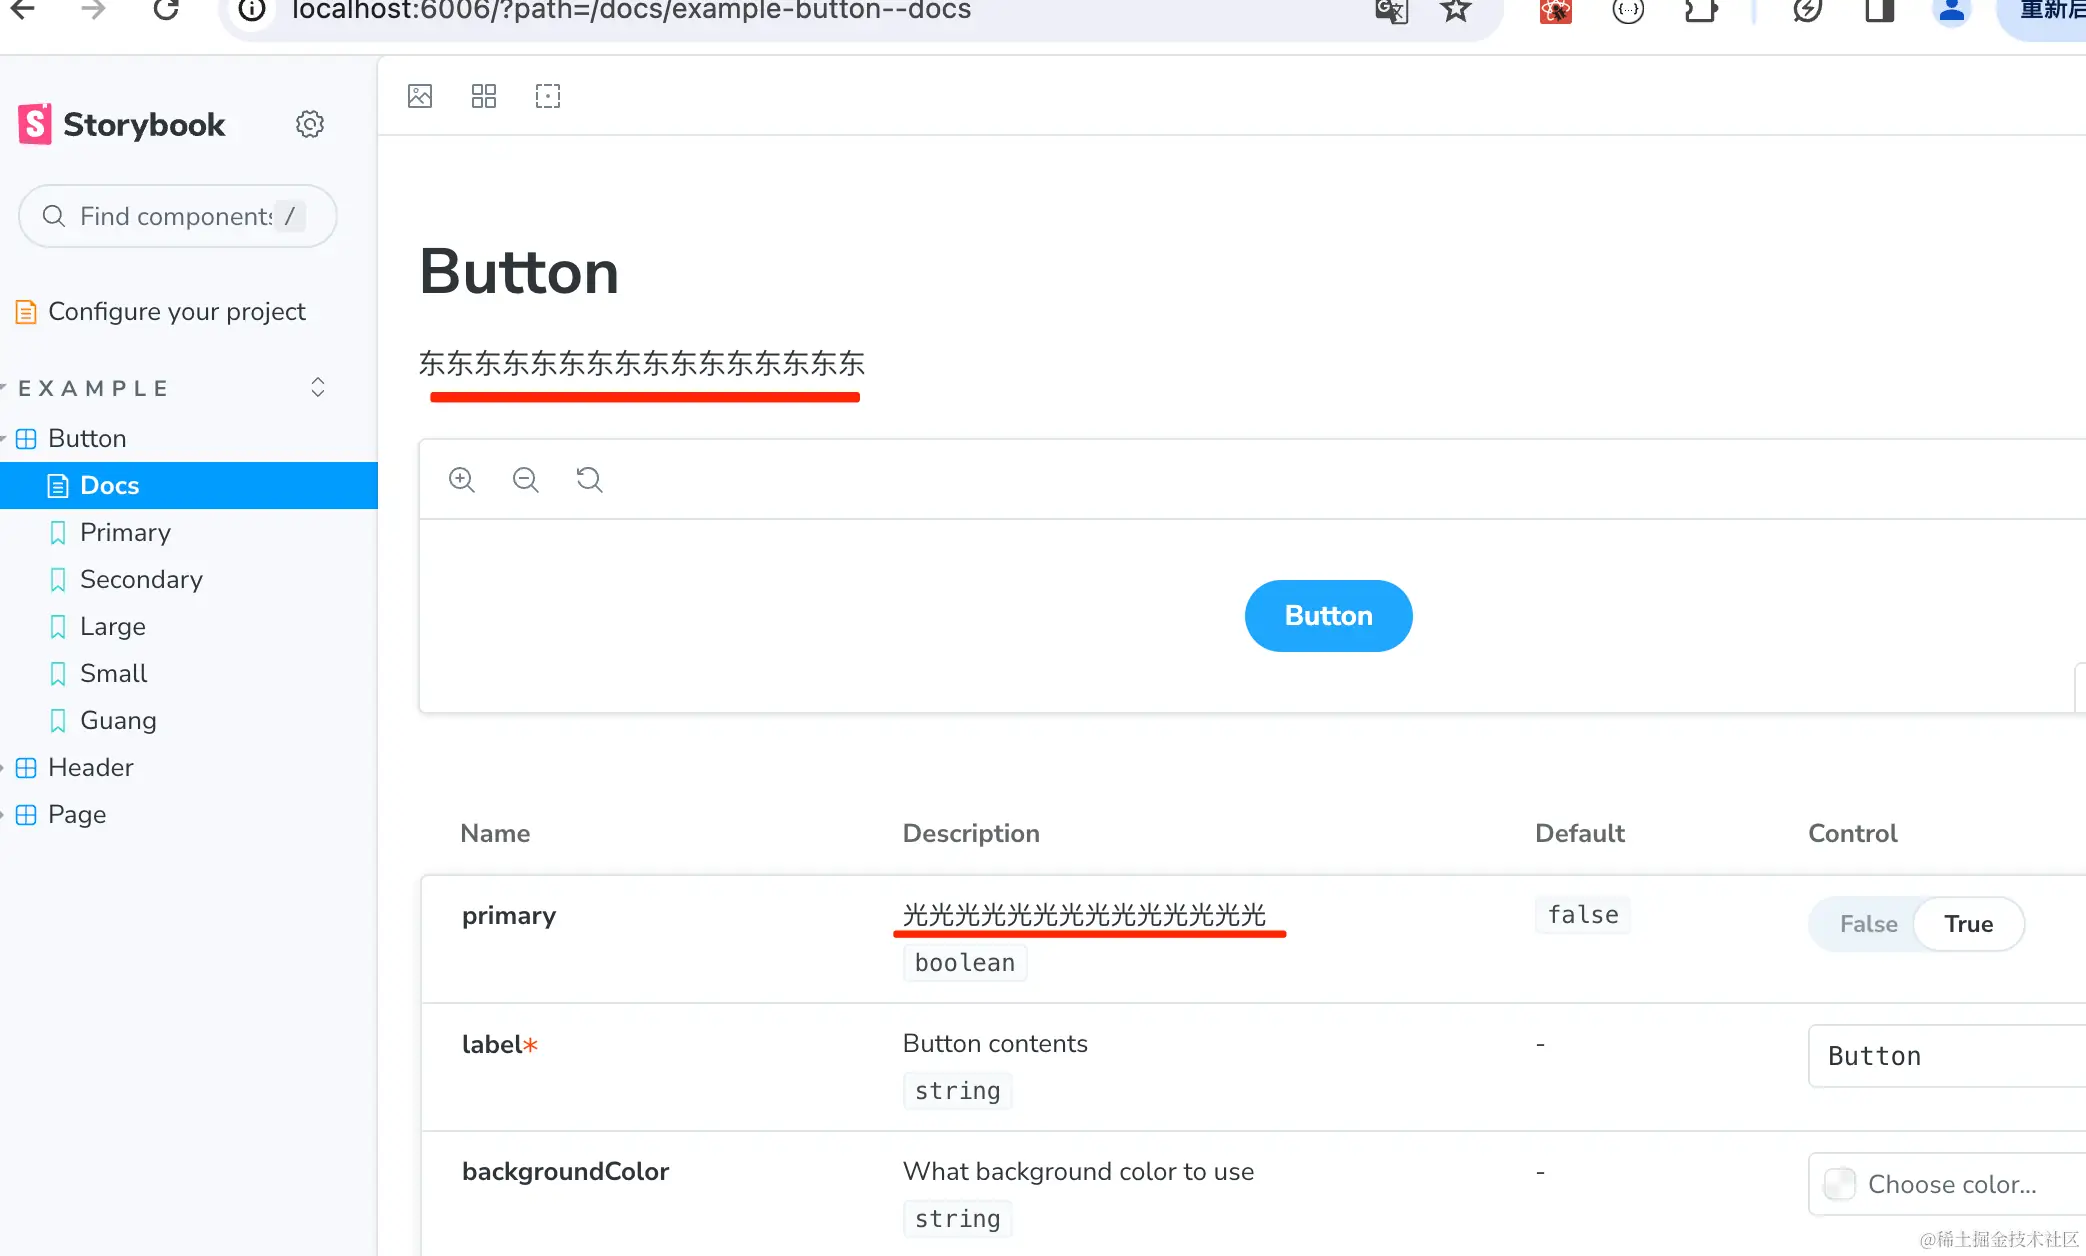 localhost:6006/?path=/docs/example-button--docs
重新启
Storybook
Find components /
Configure your project
EXAMPLE
Button
Docs
Primary
Secondary
Large
Small
Guang
Header
Page
Button
东东东东东东东东东东东东东东东东
Button
Name Description Default Control
primary 光光光光光光光光光光光光光光 false False True
boolean
label* Button contents - Button
string
backgroundColor What background color to use - Choose color...
string
@稀土掘金技术社区